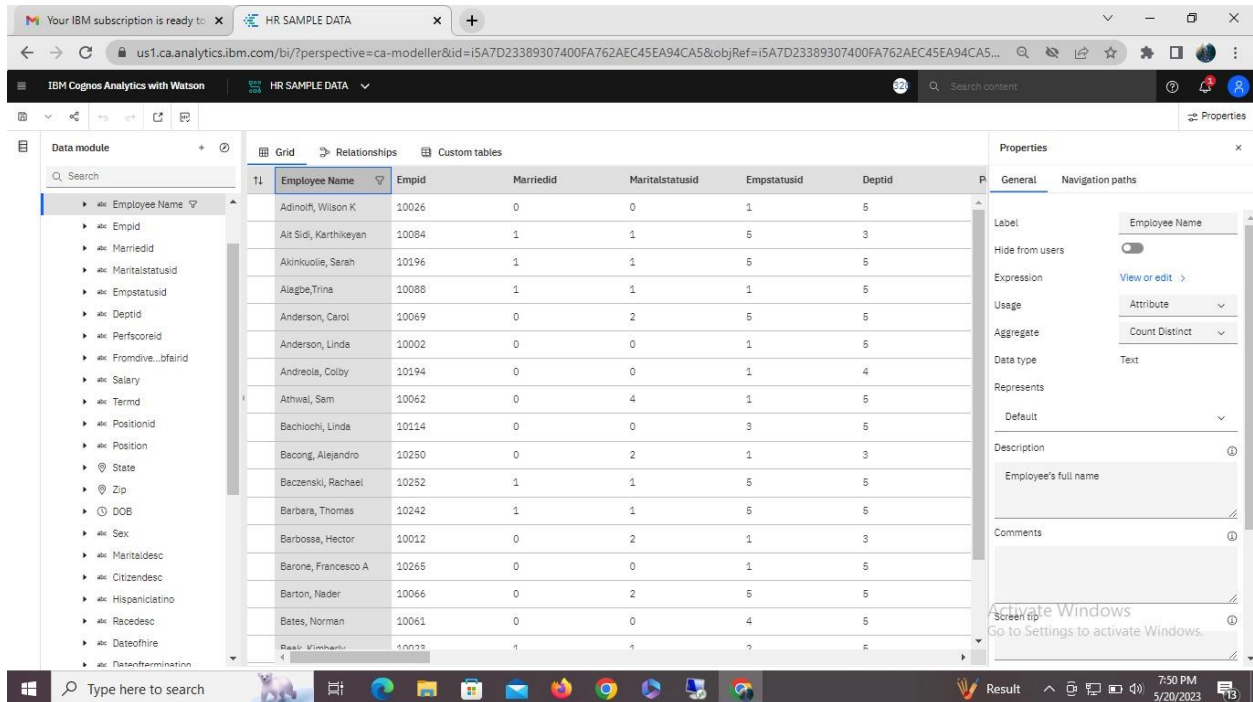 Your IBM subscription is ready to
HR SAMPLE DATA
us1.ca.analytics.ibm.com/bi/?perspective=ca-modeller&id=i5A7D23389307400FA762AEC45EA94CA5&objRef=i5A7D23389307400FA762AEC45EA94CA5...
IBM Cognos Analytics with Watson HR SAMPLE DATA Search content 1
Properties
Data module
Search
Employee Name
Empid
Marriedid
Maritalstatusid
Empstatusid
Deptid
Perfscoreid
Fromdive...bfairid
Salary
Termd
Positionid
Position
State
Zip
DOB
Sex
Maritaldesc
Citizendesc
Hispaniclatino
Racedesc
Dateofhire
Dateoftermination
Grid Relationships Custom tables
Employee Name Empid Marriedid Maritalstatusid Empstatusid Deptid
Adinolfi, Wilson K 10026 0 0 1 5
Ait Sidi, Karthikeyan 10084 1 1 5 3
Akinkuolie, Sarah 10196 1 1 5 5
Alagbe,Trina 10088 1 1 1 5
Anderson, Carol 10069 0 2 5 5
Anderson, Linda 10002 0 0 1 5
Andreola, Colby 10194 0 0 1 4
Athwal, Sam 10062 0 4 1 5
Bachiochi, Linda 10114 0 0 3 5
Bacong, Alejandro 10250 0 2 1 3
Baczenski, Rachael 10252 1 1 5 5
Barbara, Thomas 10242 1 1 5 5
Barbossa, Hector 10012 0 2 1 3
Barone, Francesco A 10265 0 0 1 5
Barton, Nader 10066 0 2 5 5
Bates, Norman 10061 0 0 4 5
Beak, Kimberly 10023 1 1 2 5
Properties
General Navigation paths
Label Employee Name
Hide from users
Expression View or edit
Usage Attribute
Aggregate Count Distinct
Data type Text
Represents
Default
Description
Employee's full name
Comments
Screen tip
Activate Windows
Go to Settings to activate Windows.
Type here to search
Result
7:50 PM
5/20/2023
13